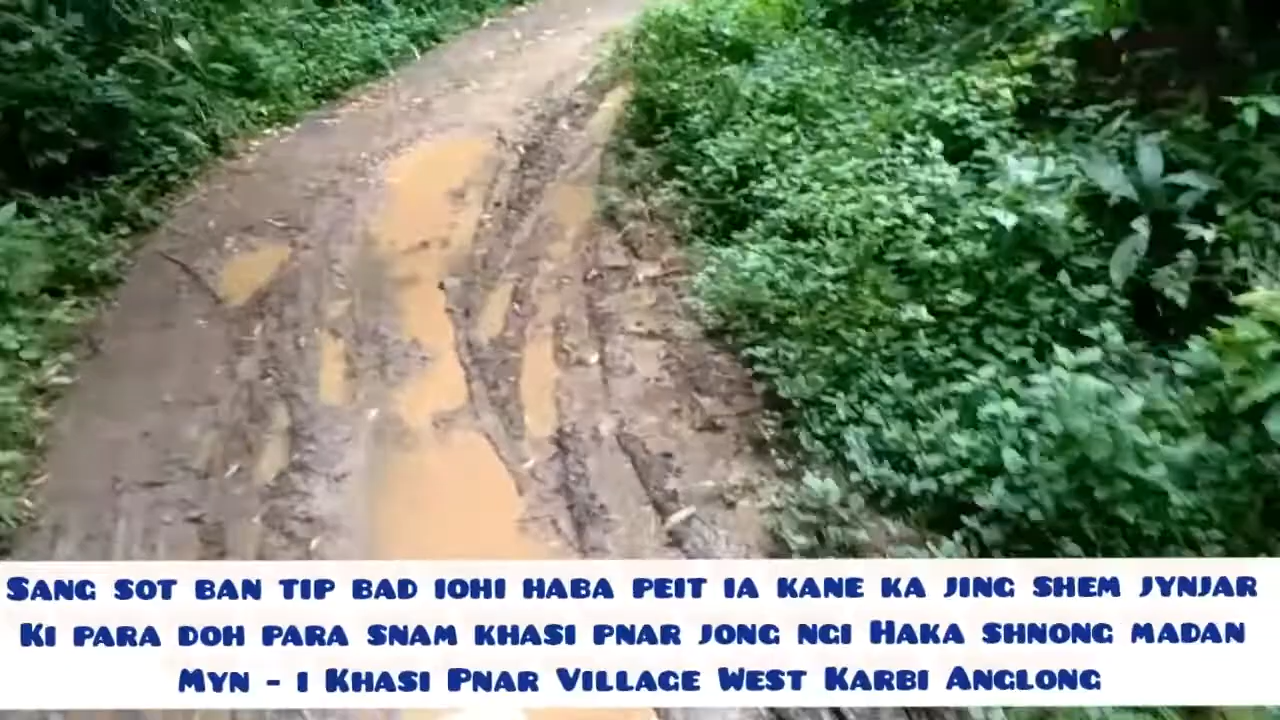 Sang sot ban tip bad iohi haba peit ia kane ka jing shem jynjar
Ki para doh para snam khasi pnar jong ngi Haka shnong madan
Myn - 1 Khasi Pnar Village West Karbi Anglong